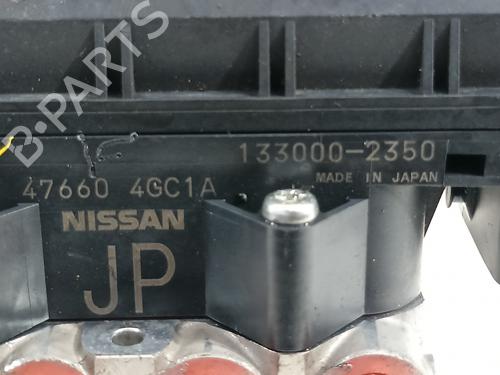 B-PARTS
133000-2350
47660 4GC1A
MADE IN JAPAN
NISSAN
JP